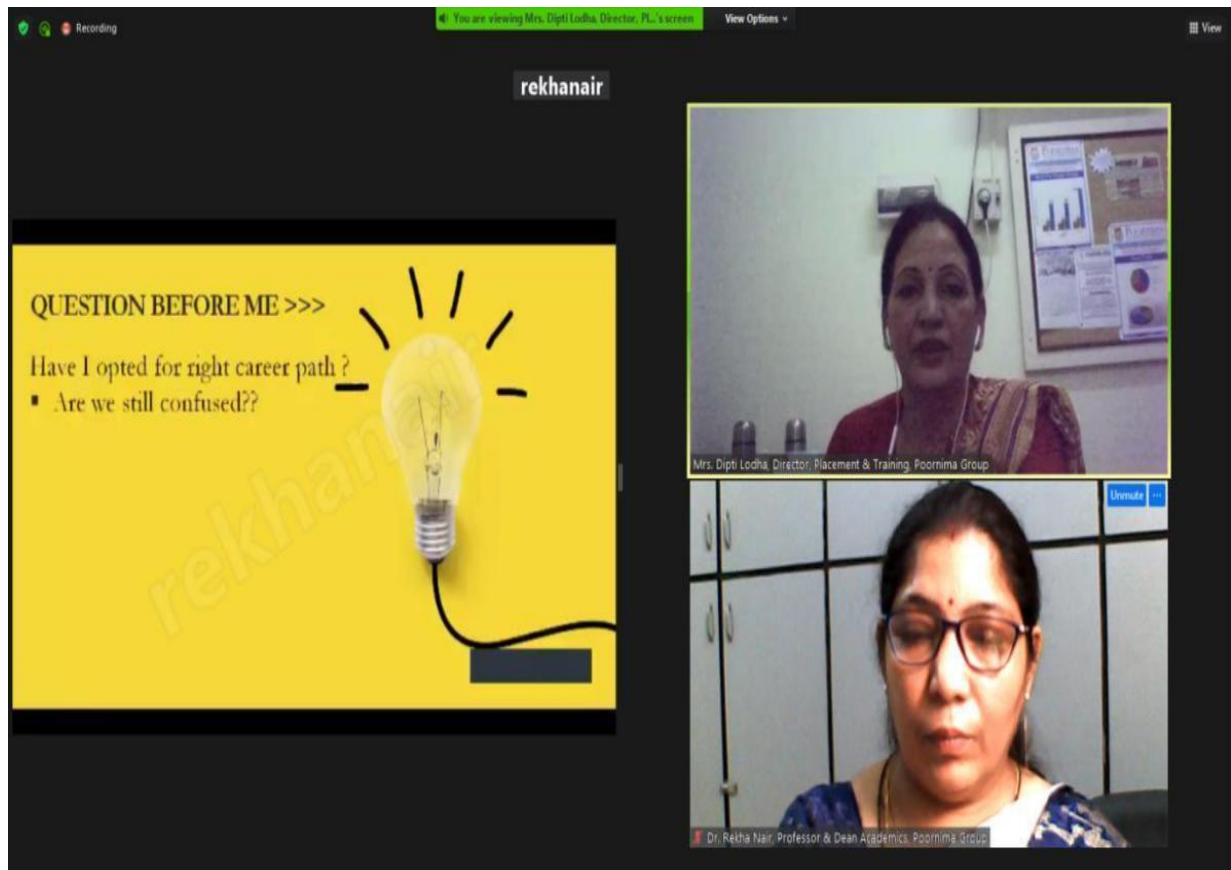 Recording
You are viewing Mrs. Dipti Lodha, Director, Pl...'s screen
View Options
View
rekhanair
QUESTION BEFORE ME >>>
Have I opted for right career path ?
▪ Are we still confused??
rekhanair
Mrs. Dipti Lodha, Director, Placement & Training, Poornima Group
Unmute ...
Dr. Rekha Nair, Professor & Dean Academics, Poornima Group